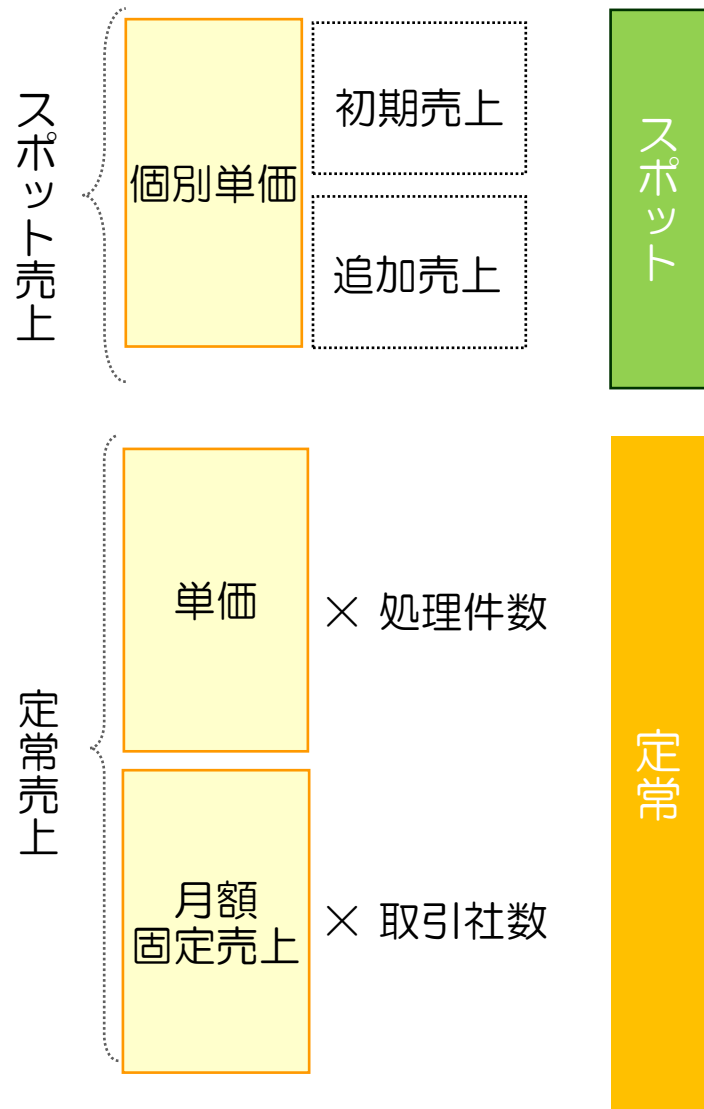 スポット売上
個別単価
初期売上
追加売上
スポット
定常売上
単価
× 処理件数
月額
固定売上
× 取引社数
定常